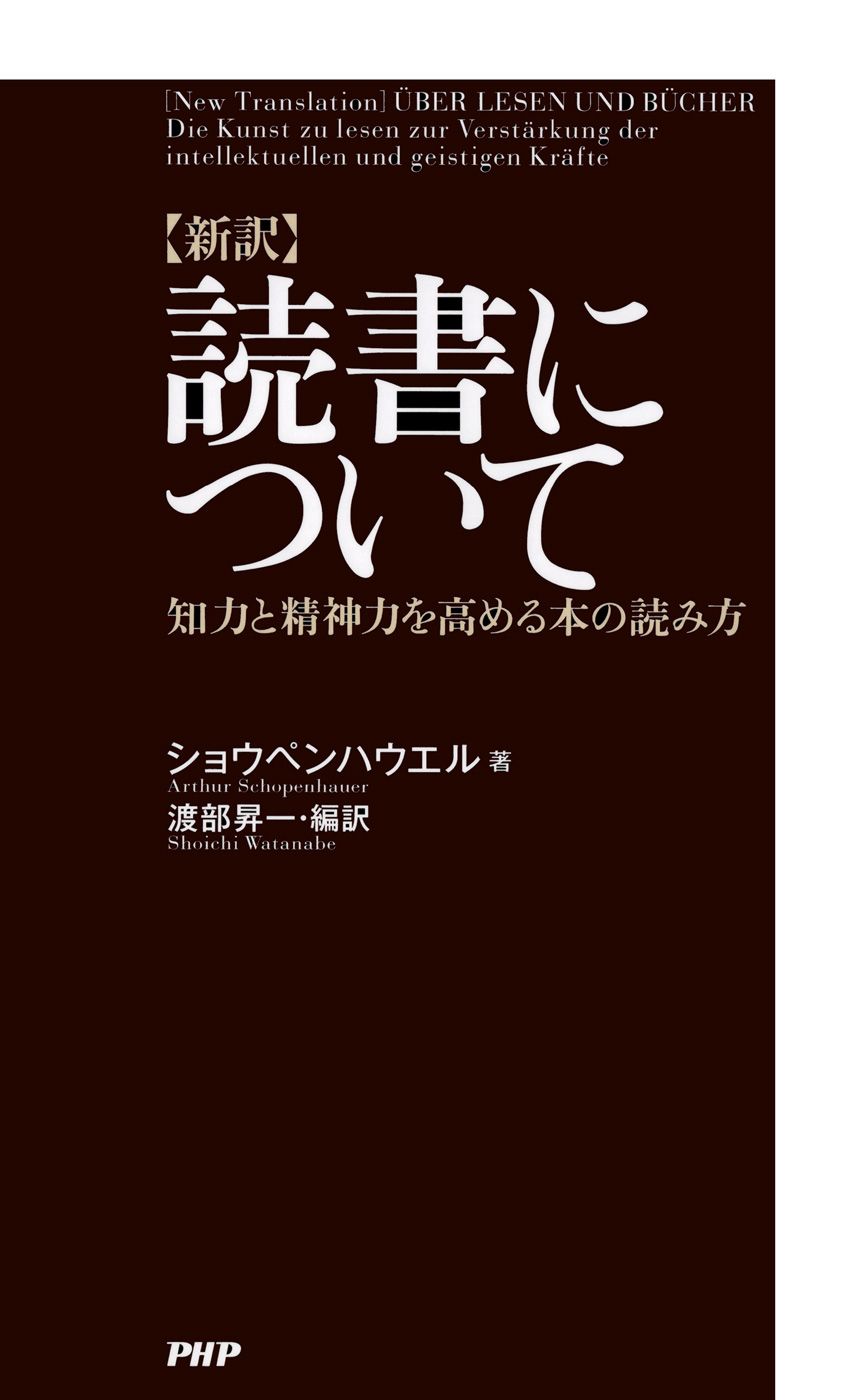 [New Translation] ÜBER LESEN UND BÜCHER
Die Kunst zu lesen zur Verstärkung der
intellektuellen und geistigen Kräfte
【新訳】
読書に
ついて
知力と精神力を高める本の読み方
ショウペンハウエル 著
Arthur Schopenhauer
渡部昇一・編訳
Shoichi Watanabe
PHP